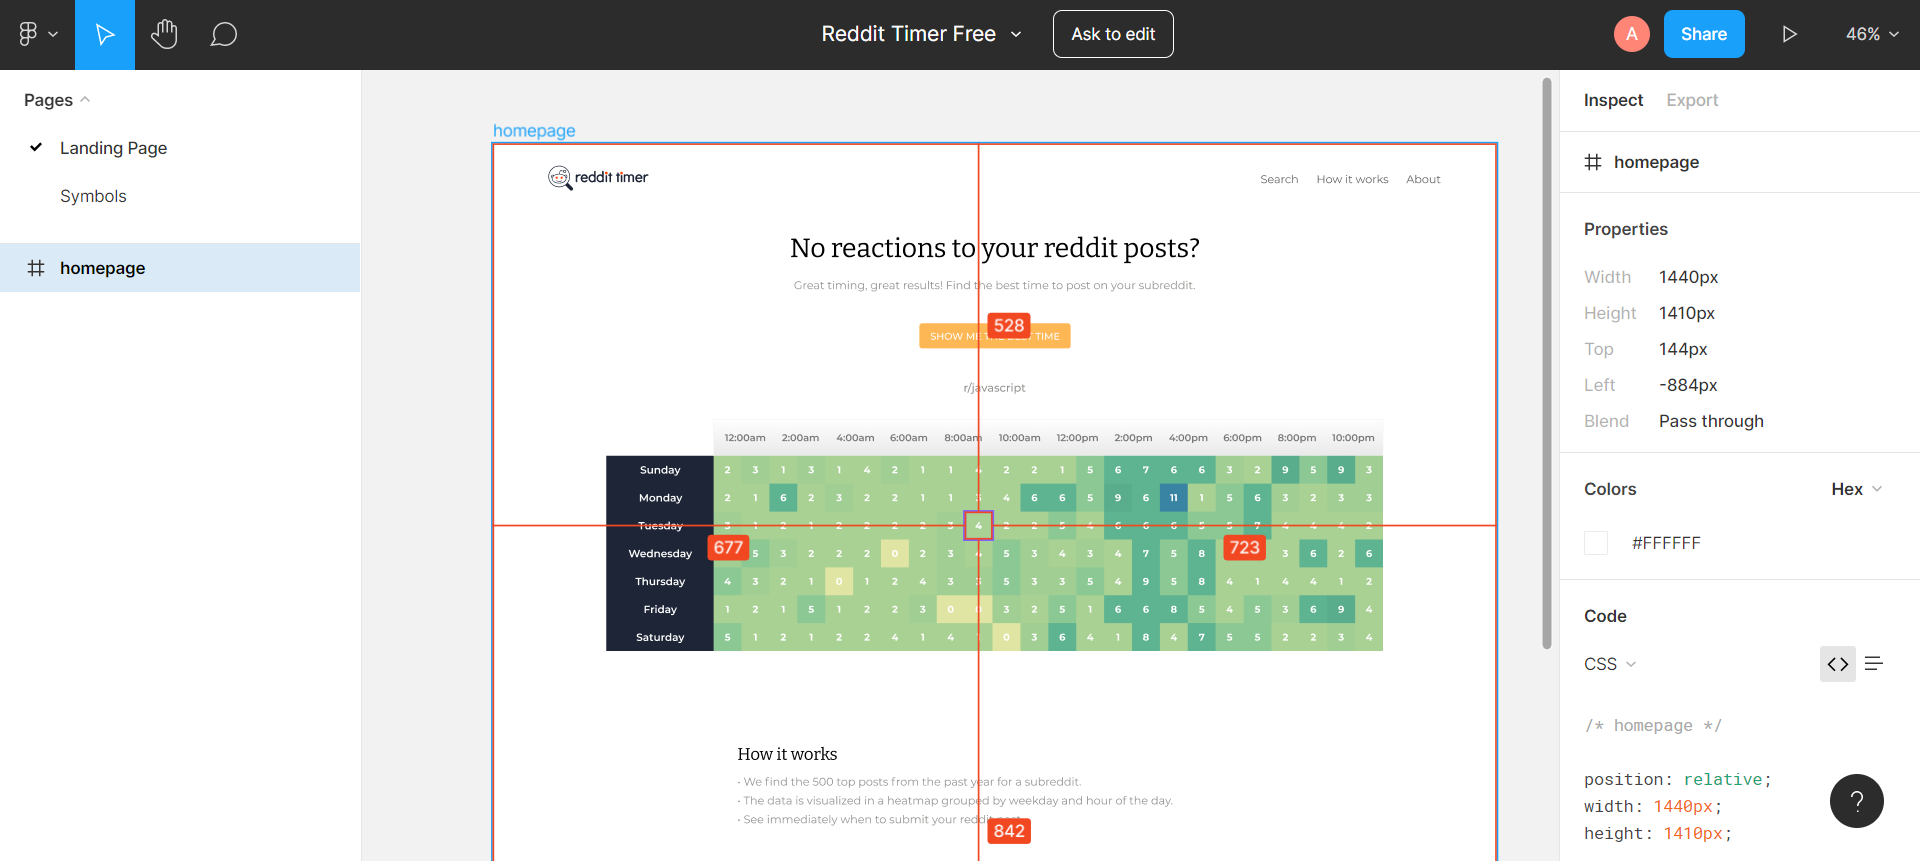 Reddit Timer Free
Ask to edit
A
Share
46%
Pages
Landing Page
Symbols
homepage
homepage
reddit timer
Search How it works About
No reactions to your reddit posts?
Great timing, great results! Find the best time to post on your subreddit.
SHOW ME THE TIME
528
r/javascript
12:00am 2:00am 4:00am 6:00am 8:00am 10:00am 12:00pm 2:00pm 4:00pm 6:00pm 8:00pm 10:00pm
Sunday 2 3 1 3 1 4 2 1 1 4 2 2 1 5 6 7 6 6 3 2 9 5 9 3
Monday 2 1 6 2 3 2 2 1 1 3 4 6 6 5 9 6 11 1 5 6 3 2 3 3
Tuesday 3 1 2 1 2 2 2 2 3 4 2 2 5 4 6 6 6 5 5 7 4 4 4 2
677
723
Wednesday 5 3 2 2 2 0 2 3 4 5 3 4 3 4 7 5 8 3 6 2 6
Thursday 4 3 2 1 0 1 2 4 3 3 5 3 3 5 4 9 5 8 4 1 4 4 1 2
Friday 1 2 1 5 1 2 2 3 0 0 3 2 5 1 6 6 8 5 4 5 3 6 9 4
Saturday 5 1 2 1 2 2 4 1 4 0 3 6 4 1 8 4 7 5 5 2 2 3 4
How it works
• We find the 500 top posts from the past year for a subreddit.
• The data is visualized in a heatmap grouped by weekday and hour of the day.
• See immediately when to submit your reddit
842
Inspect Export
homepage
Properties
Width 1440px
Height 1410px
Top 144px
Left -884px
Blend Pass through
Colors Hex
#FFFFFF
Code
CSS
/* homepage */
position: relative;
width: 1440px;
height: 1410px;
?